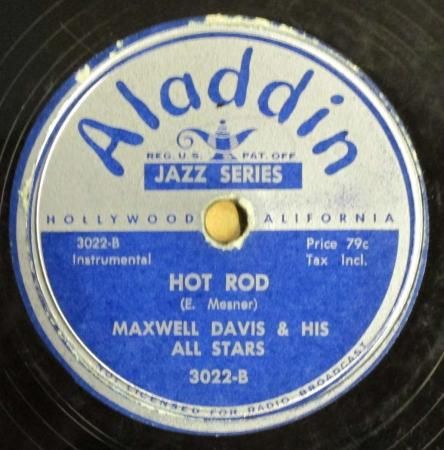 Aladdin
REG. U.S. PAT. OFF.
JAZZ SERIES
HOLLYWOOD ALIFORNIA
3022-B Price 79c
Instrumental Tax Incl.
HOT ROD
(E. Mesner)
MAXWELL DAVIS & HIS
ALL STARS
3022-B
LICENSED FOR RADIO BROADCAST